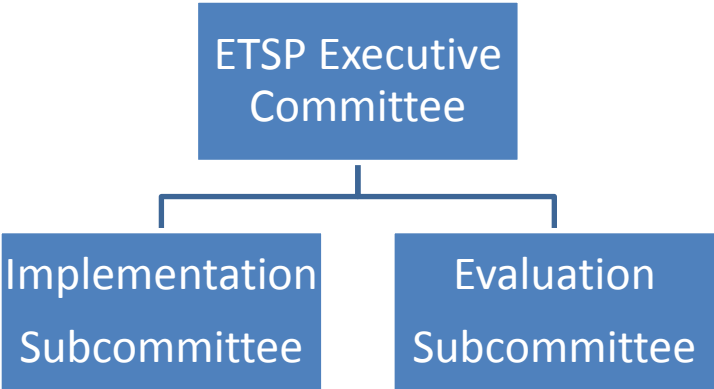 ETSP Executive
Committee
Implementation
Subcommittee
Evaluation
Subcommittee